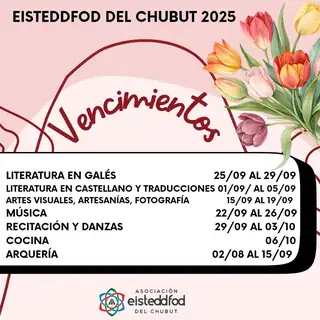 EISTEDDFOD DEL CHUBUT 2025
Vencimientos
LITERATURA EN GALÉS 25/09 AL 29/09
LITERATURA EN CASTELLANO Y TRADUCCIONES 01/09/ AL 05/09
ARTES VISUALES, ARTESANÍAS, FOTOGRAFÍA 15/09 AL 19/09
MÚSICA 22/09 AL 26/09
RECITACIÓN Y DANZAS 29/09 AL 03/10
COCINA 06/10
ARQUERÍA 02/08 AL 15/09
ASOCIACIÓN
eisteddfod
DEL CHUBUT